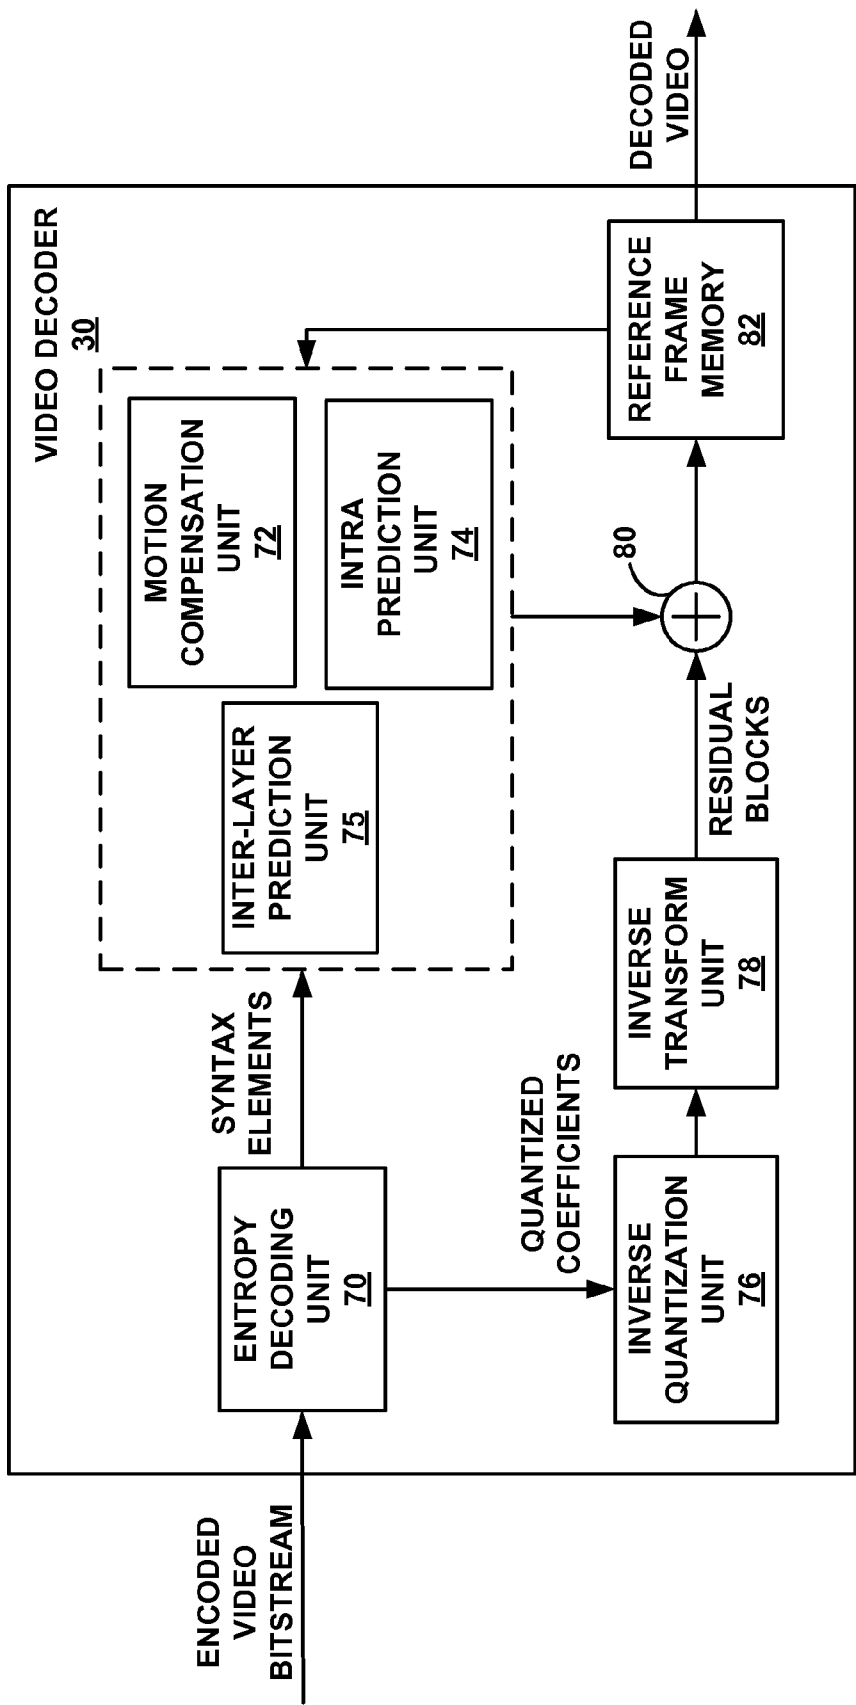 VIDEO DECODER
30
ENCODED
VIDEO
BITSTREAM
ENTROPY
DECODING
UNIT
70
SYNTAX
ELEMENTS
INTER-LAYER
PREDICTION
UNIT
75
MOTION
COMPENSATION
UNIT
72
INTRA
PREDICTION
UNIT
74
QUANTIZED
COEFFICIENTS
INVERSE
QUANTIZATION
UNIT
76
INVERSE
TRANSFORM
UNIT
78
RESIDUAL
BLOCKS
80
REFERENCE
FRAME
MEMORY
82
DECODED
VIDEO